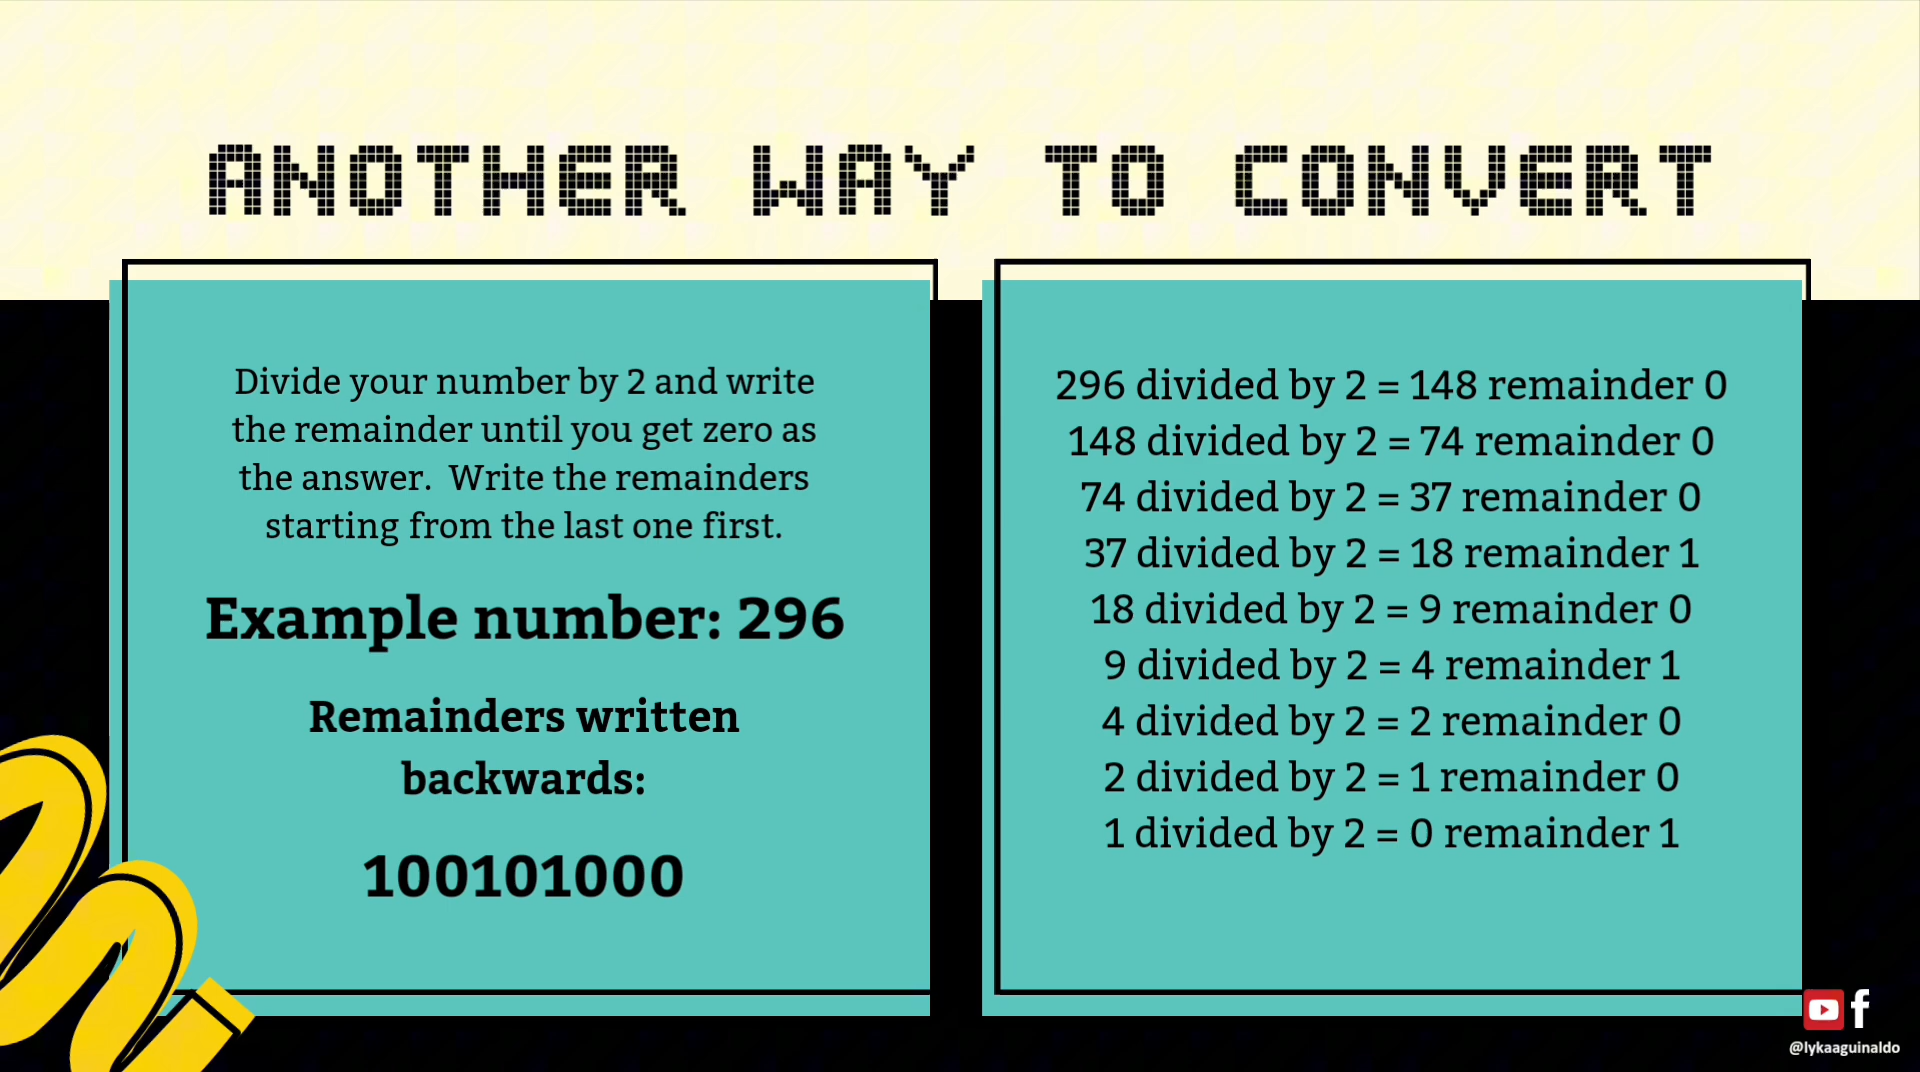 ANOTHER WAY TO CONVERT
Divide your number by 2 and write
the remainder until you get zero as
the answer.  Write the remainders
starting from the last one first.
Example number: 296
Remainders written
backwards:
100101000
296 divided by 2 = 148 remainder 0
148 divided by 2 = 74 remainder 0
74 divided by 2 = 37 remainder 0
37 divided by 2 = 18 remainder 1
18 divided by 2 = 9 remainder 0
9 divided by 2 = 4 remainder 1
4 divided by 2 = 2 remainder 0
2 divided by 2 = 1 remainder 0
1 divided by 2 = 0 remainder 1
@lykaaguinaldo